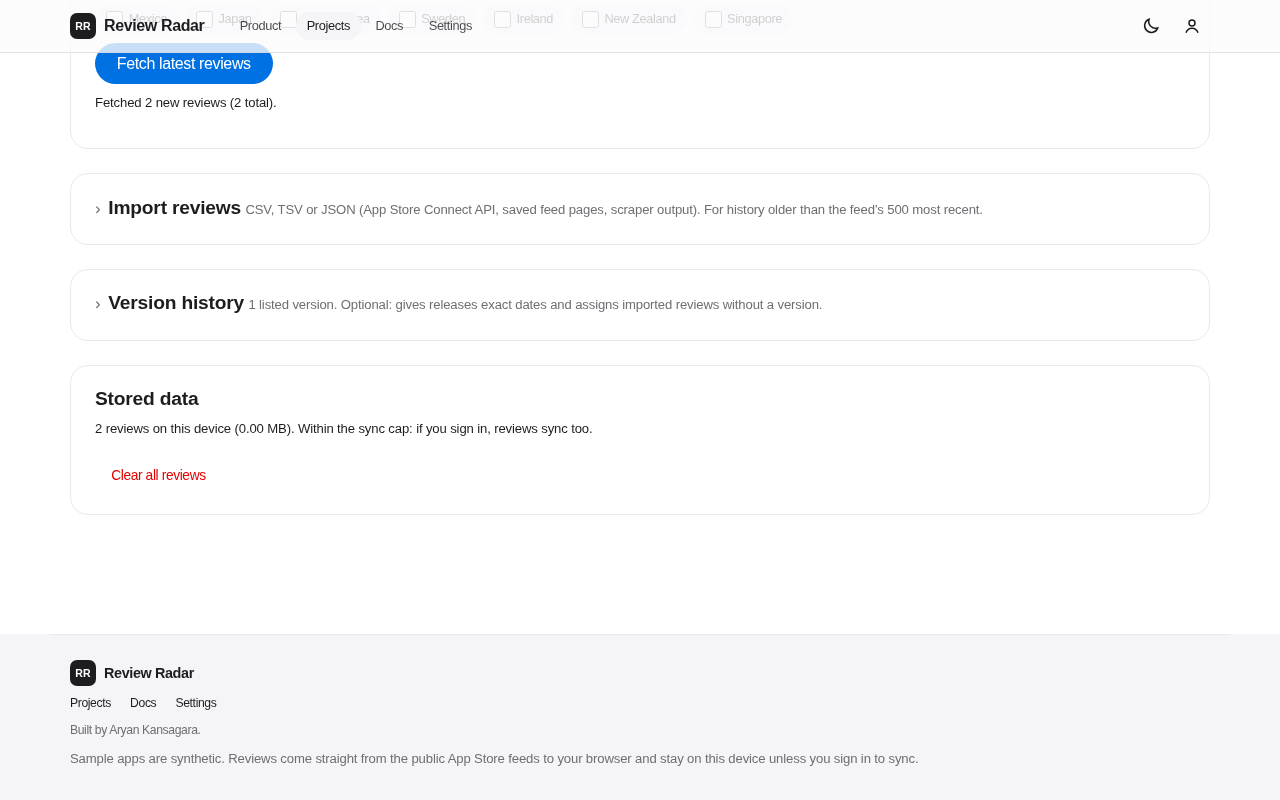 Mexico Japan ea Sweden Ireland New Zealand Singapore
RR Review Radar Product Projects Docs Settings
Fetch latest reviews
Fetched 2 new reviews (2 total).
› Import reviews CSV, TSV or JSON (App Store Connect API, saved feed pages, scraper output). For history older than the feed's 500 most recent.
› Version history 1 listed version. Optional: gives releases exact dates and assigns imported reviews without a version.
Stored data
2 reviews on this device (0.00 MB). Within the sync cap: if you sign in, reviews sync too.
Clear all reviews
RR Review Radar
Projects Docs Settings
Built by Aryan Kansagara.
Sample apps are synthetic. Reviews come straight from the public App Store feeds to your browser and stay on this device unless you sign in to sync.